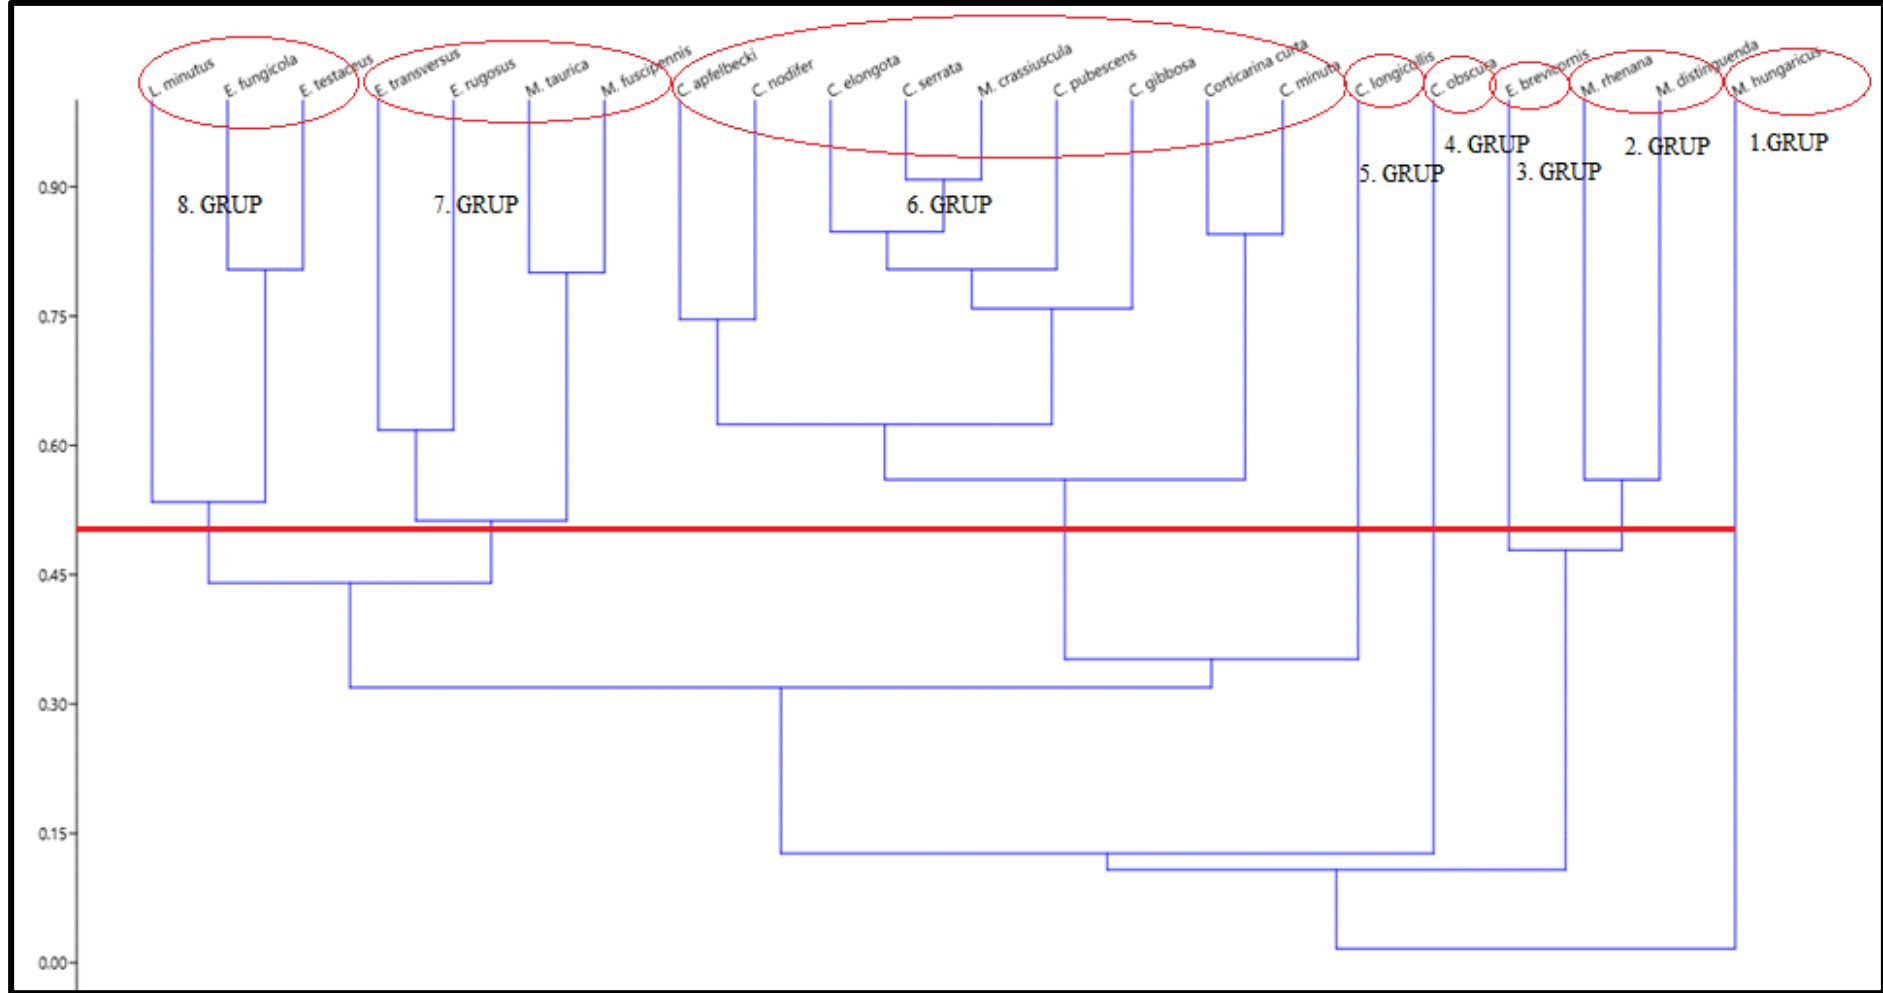 L. minutus
E. fungicola
E. testaceus
E. transversus
E. rugosus
M. taurica
M. fuscipennis
C. apfelbecki
C. nodifer
C. elongota
C. serrata
M. crassiuscula
C. pubescens
C. gibbosa
Corticarina curta
C. minuta
C. longicollis
C. obscura
E. brevicornis
M. rhenana
M. distinguenda
M. hungaricus
8. GRUP
7. GRUP
6. GRUP
5. GRUP
4. GRUP
3. GRUP
2. GRUP
1.GRUP
0.90
0.75
0.60
0.45
0.30
0.15
0.00